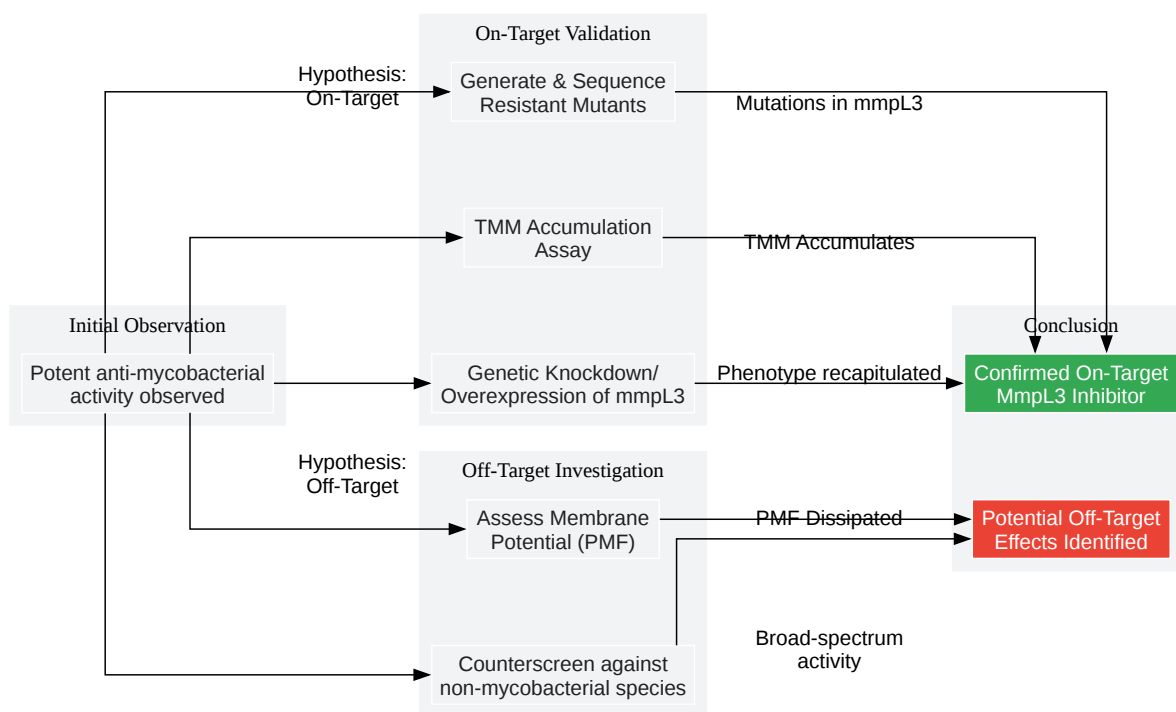 On-Target Validation
Hypothesis:
On-Target
Generate & Sequence
Resistant Mutants
Mutations in mmpL3
TMM Accumulation
Assay
TMM Accumulates
Initial Observation
Potent anti-mycobacterial
activity observed
Genetic Knockdown/
Overexpression of mmpL3
Phenotype recapitulated
Conclusion
Confirmed On-Target
MmpL3 Inhibitor
Hypothesis:
Off-Target
Off-Target Investigation
Assess Membrane
Potential (PMF)
PMF Dissipated
Potential Off-Target
Effects Identified
Counterscreen against
non-mycobacterial species
Broad-spectrum
activity